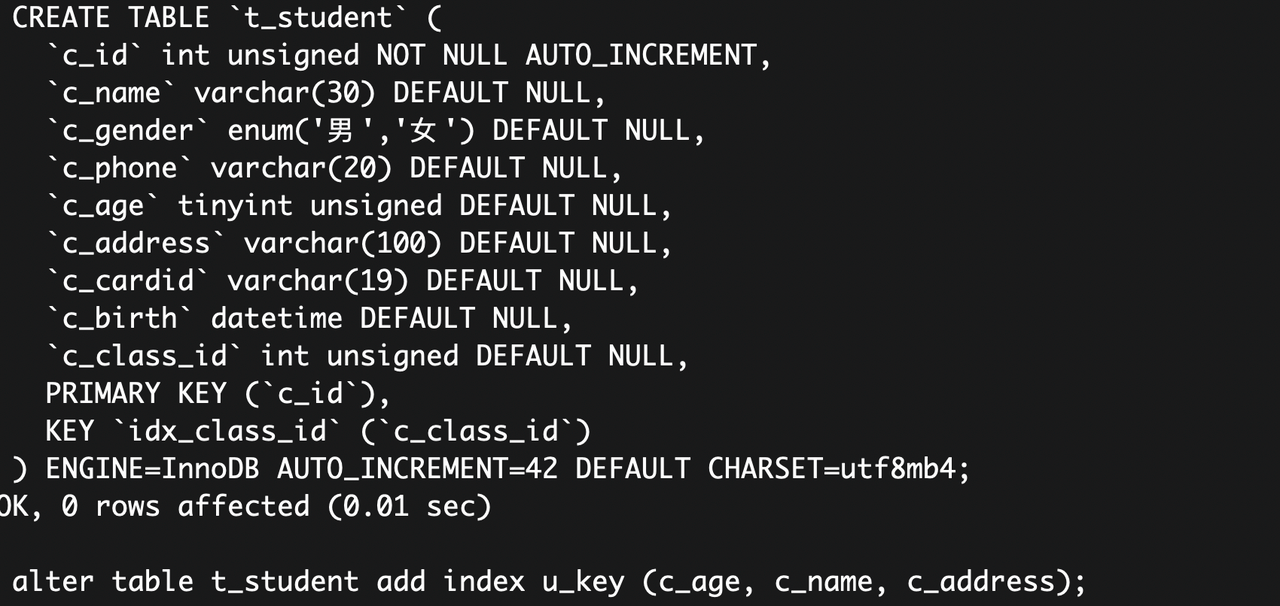 CREATE TABLE `t_student` (
`c_id` int unsigned NOT NULL AUTO_INCREMENT,
`c_name` varchar(30) DEFAULT NULL,
`c_gender` enum('男','女') DEFAULT NULL,
`c_phone` varchar(20) DEFAULT NULL,
`c_age` tinyint unsigned DEFAULT NULL,
`c_address` varchar(100) DEFAULT NULL,
`c_cardid` varchar(19) DEFAULT NULL,
`c_birth` datetime DEFAULT NULL,
`c_class_id` int unsigned DEFAULT NULL,
PRIMARY KEY (`c_id`),
KEY `idx_class_id` (`c_class_id`)
) ENGINE=InnoDB AUTO_INCREMENT=42 DEFAULT CHARSET=utf8mb4;
OK, 0 rows affected (0.01 sec)
alter table t_student add index u_key (c_age, c_name, c_address);